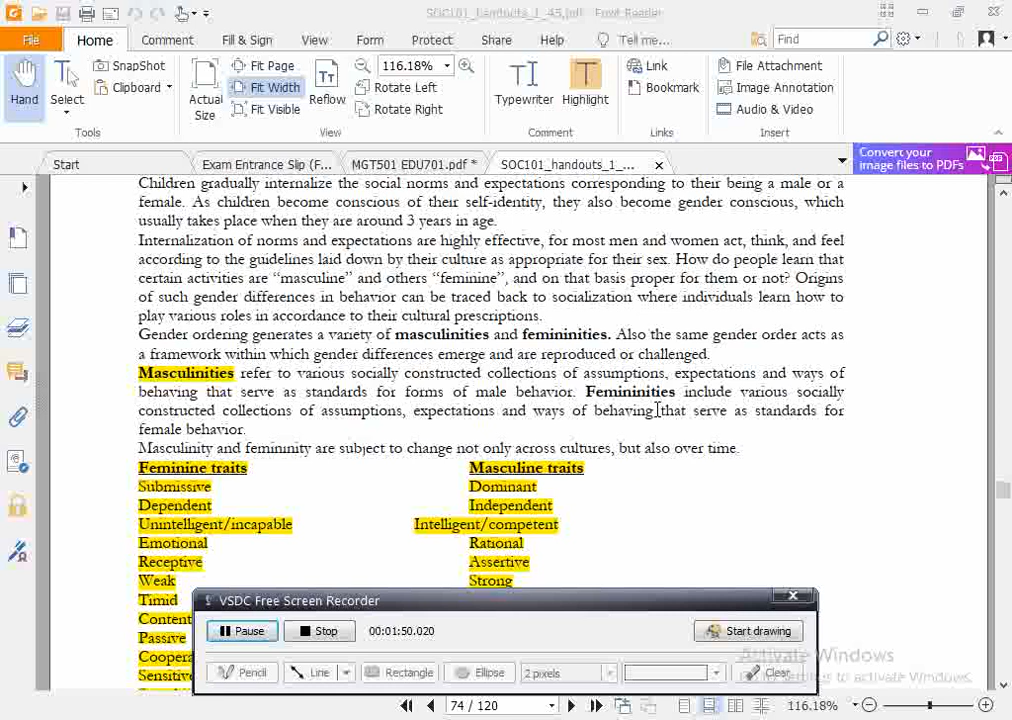 SOC101_handouts_1_45.pdf - Foxit Reader
File Home Comment Fill & Sign View Form Protect Share Help Tell me... Find
Hand Select SnapShot Clipboard Actual Size Fit Page Fit Width Fit Visible Reflow 116.18% Rotate Left Rotate Right Typewriter Highlight Link Bookmark File Attachment Image Annotation Audio & Video
Tools View Comment Links Insert
Start Exam Entrance Slip (F... MGT501 EDU701.pdf * SOC101_handouts_1_... Convert your image files to PDFs
Children gradually internalize the social norms and expectations corresponding to their being a male or a
female. As children become conscious of their self-identity, they also become gender conscious, which
usually takes place when they are around 3 years in age.
Internalization of norms and expectations are highly effective, for most men and women act, think, and feel
according to the guidelines laid down by their culture as appropriate for their sex. How do people learn that
certain activities are “masculine” and others “feminine”, and on that basis proper for them or not? Origins
of such gender differences in behavior can be traced back to socialization where individuals learn how to
play various roles in accordance to their cultural prescriptions.
Gender ordering generates a variety of masculinities and femininities. Also the same gender order acts as
a framework within which gender differences emerge and are reproduced or challenged.
Masculinities refer to various socially constructed collections of assumptions, expectations and ways of
behaving that serve as standards for forms of male behavior. Femininities include various socially
constructed collections of assumptions, expectations and ways of behaving that serve as standards for
female behavior.
Masculinity and femininity are subject to change not only across cultures, but also over time.
Feminine traits Masculine traits
Submissive Dominant
Dependent Independent
Unintelligent/incapable Intelligent/competent
Emotional Rational
Receptive Assertive
Weak Strong
Timid
Content
Passive
Coopera
Sensitive
VSDC Free Screen Recorder
Pause Stop 00:01:50.020 Start drawing
Pencil Line Rectangle Ellipse 2 pixels Clear
Activate Windows
to Setting to activate Windows.
74 / 120 116.18%